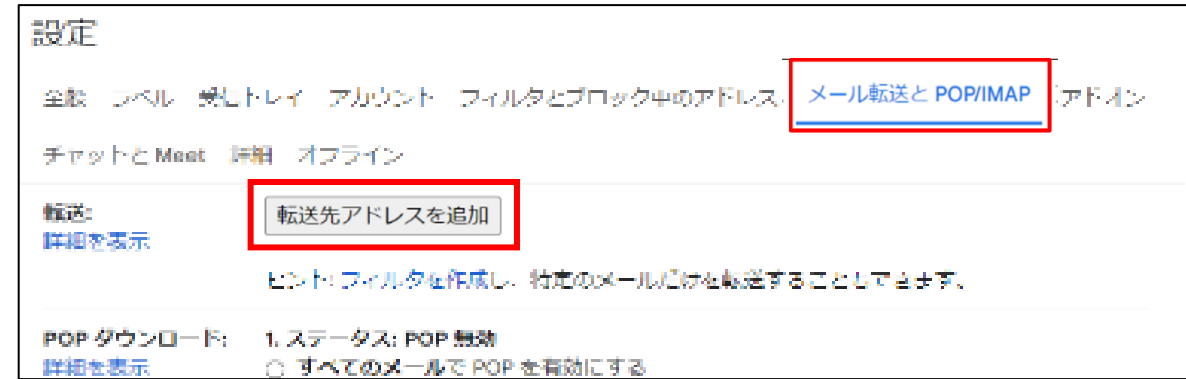 設定
全般 ラベル 受信トレイ アカウント フィルタとブロック中のアドレス メール転送と POP/IMAP アドオン
チャットと Meet 詳細 オフライン
転送: 転送先アドレスを追加
詳細を表示
ヒント: フィルタを作成し、特定のメールだけを転送することもできます。
POP ダウンロード: 1. ステータス: POP 無効
詳細を表示 すべてのメールで POP を有効にする